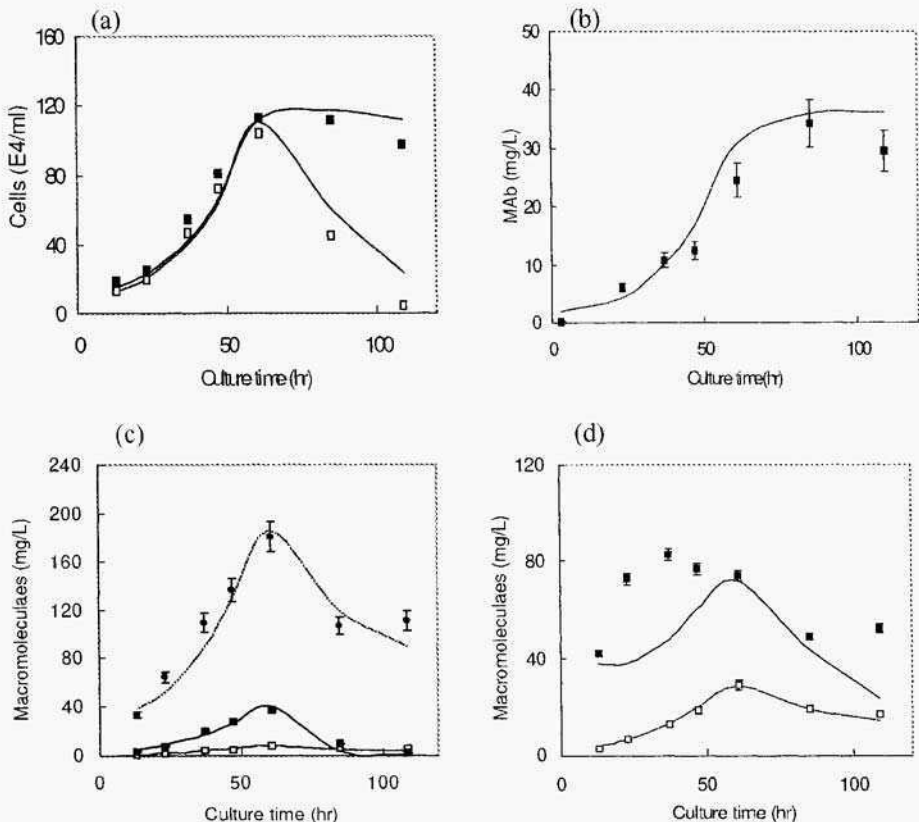 (a)
160
120
80
40
0
Cells (E4/ml)
0 50 100
Culture time (hr)
(b)
50
40
30
20
10
0
MAb (mg/L)
0 50 100
Culture time(hr)
(c)
240
200
160
120
80
40
0
Macromoleculaes (mg/L)
0 50 100
Culture time (hr)
(d)
120
80
40
0
Macromoleculaes (mg/L)
0 50 100
Culture time (hr)